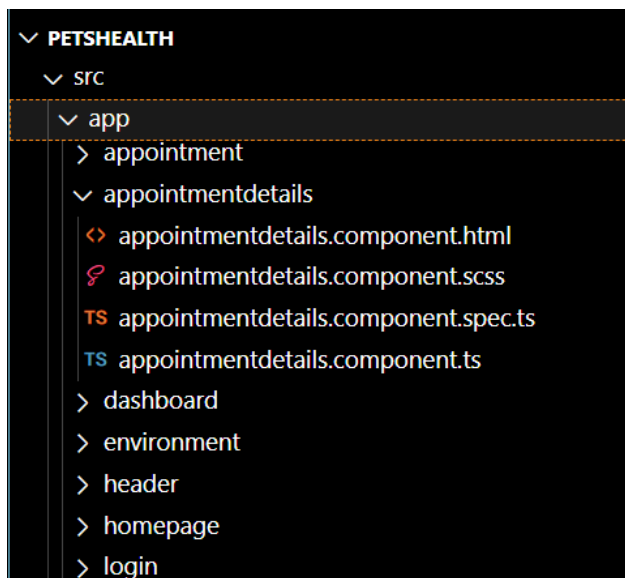 PETSHEALTH
src
app
appointment
appointmentdetails
appointmentdetails.component.html
appointmentdetails.component.scss
TS appointmentdetails.component.spec.ts
TS appointmentdetails.component.ts
dashboard
environment
header
homepage
login